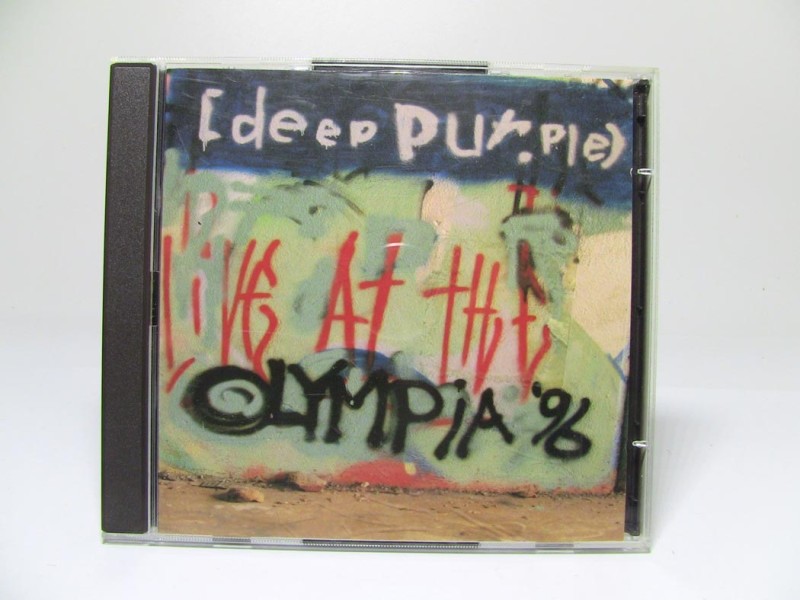 [deep PURPle)
LiVE At tHE
OLYMPiA '96